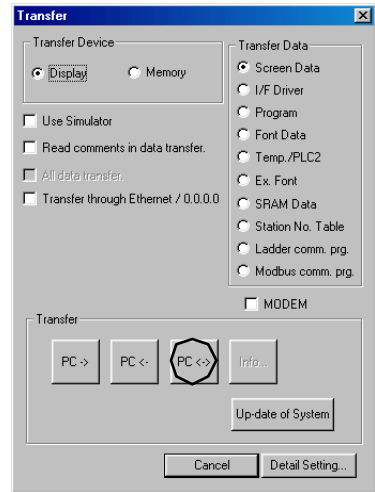 Transfer
Transfer Device
Display
Memory
Use Simulator
Read comments in data transfer.
All data transfer.
Transfer through Ethernet / 0.0.0.0
Transfer Data
Screen Data
I/F Driver
Program
Font Data
Temp./PLC2
Ex. Font
SRAM Data
Station No. Table
Ladder comm. prg.
Modbus comm. prg.
MODEM
Transfer
PC ->
PC <-
PC <->
Info...
Up-date of System
Cancel
Detail Setting...